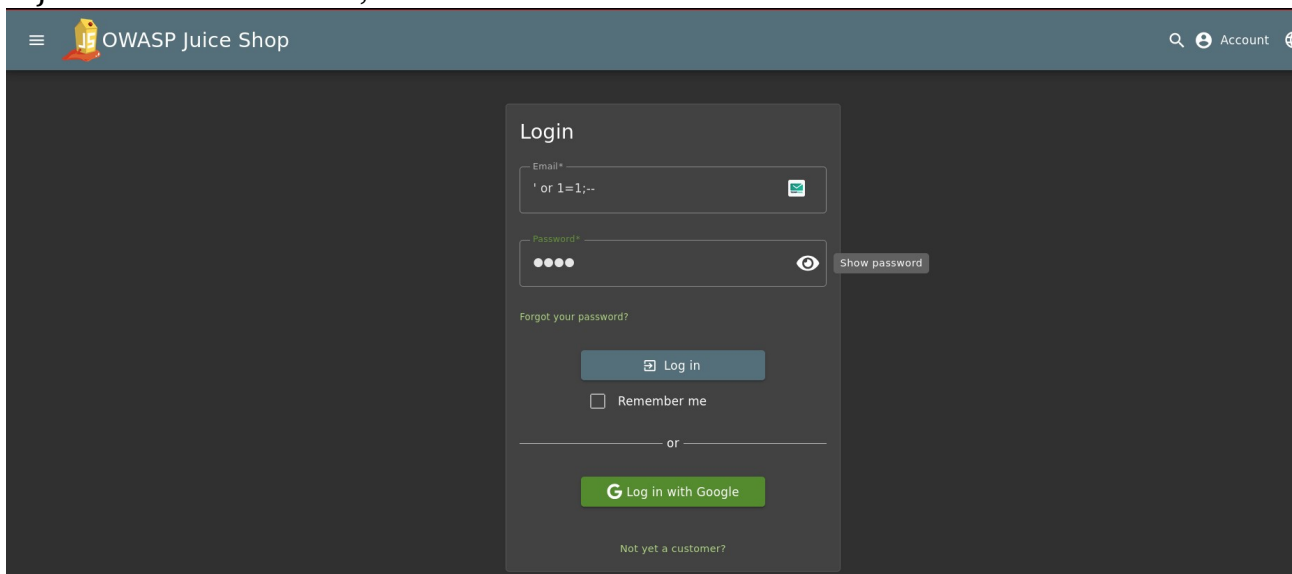 OWASP Juice Shop
Account
Login
Email*
' or 1=1;--
Password*
Show password
Forgot your password?
Log in
Remember me
or
G Log in with Google
Not yet a customer?